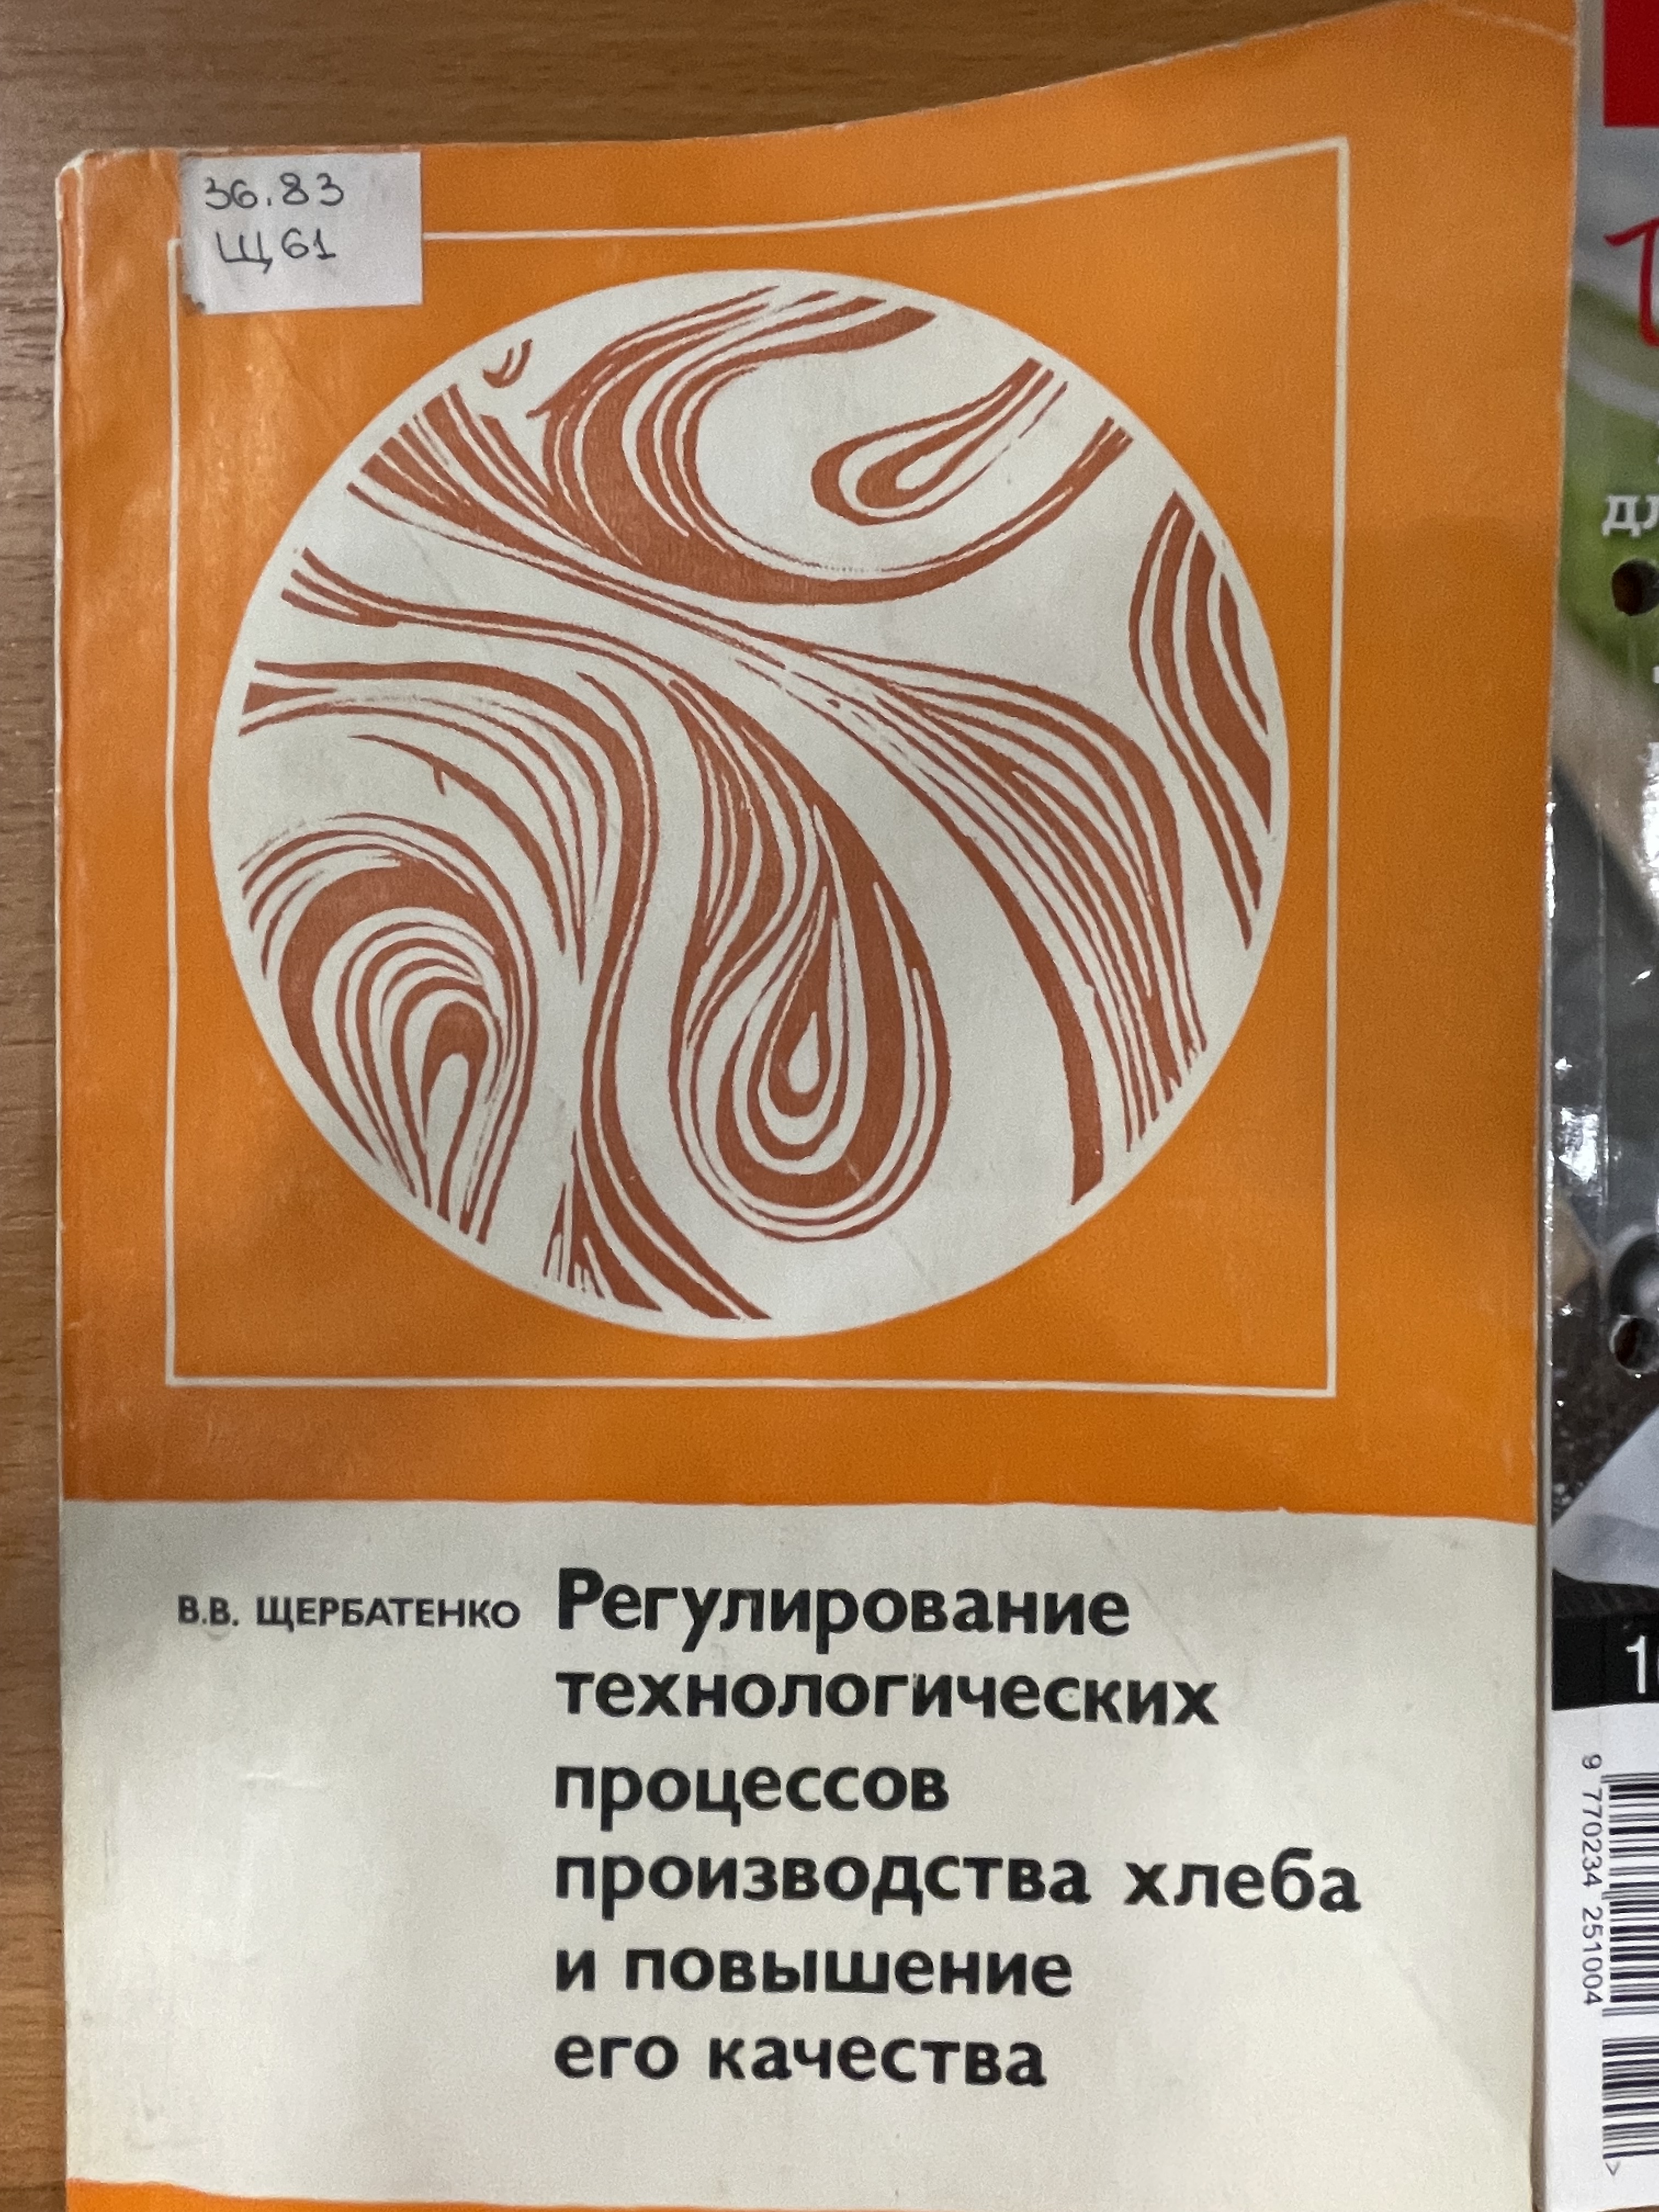 36.83
Щ61
В.В. ЩЕРБАТЕНКО
Регулирование
технологических
процессов
производства хлеба
и повышение
его качества
9 770234 251004